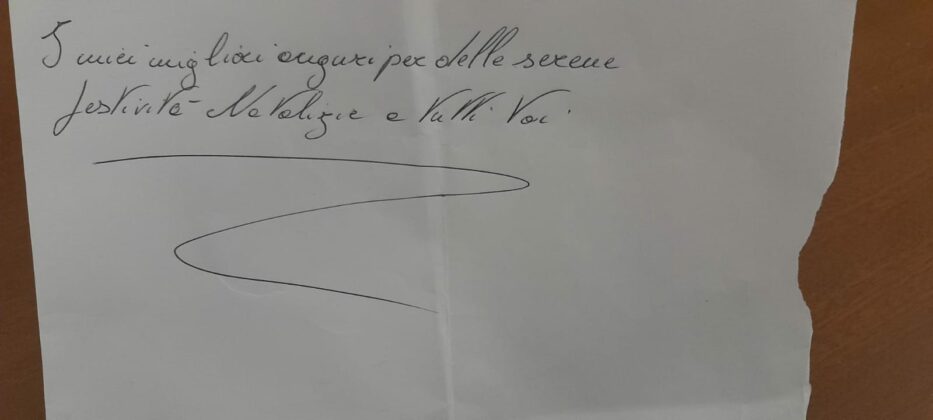 I miei migliori auguri per delle serene
festività Natalizie a tutti Voi.